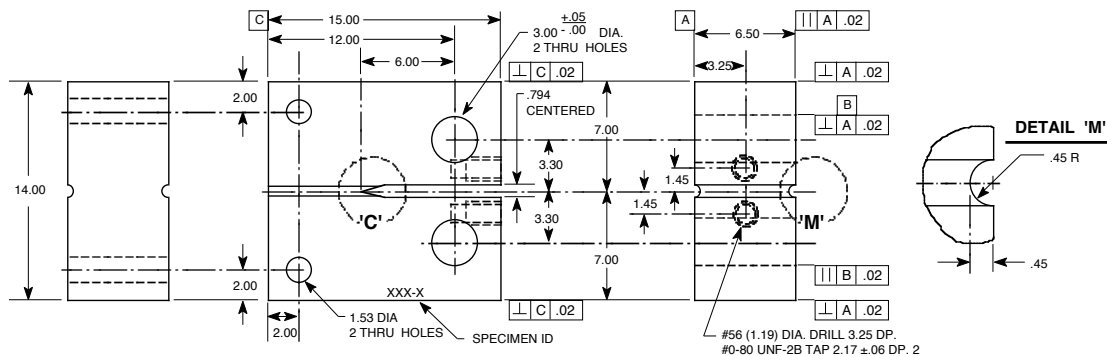 C
15.00
A
|| A .02
12.00
+.05
3.00 - .00 DIA.
2 THRU HOLES
6.50
6.00
3.25
⊥ C .02
⊥ A .02
.794
CENTERED
B
⊥ A .02
DETAIL 'M'
2.00
7.00
.45 R
3.30
1.45
14.00
1.45
'C'
3.30
'M'
7.00
.45
2.00
XXX-X
|| B .02
⊥ C .02
⊥ A .02
1.53 DIA
2 THRU HOLES
2.00
SPECIMEN ID
#56 (1.19) DIA. DRILL 3.25 DP.
#0-80 UNF-2B TAP 2.17 ±.06 DP. 2